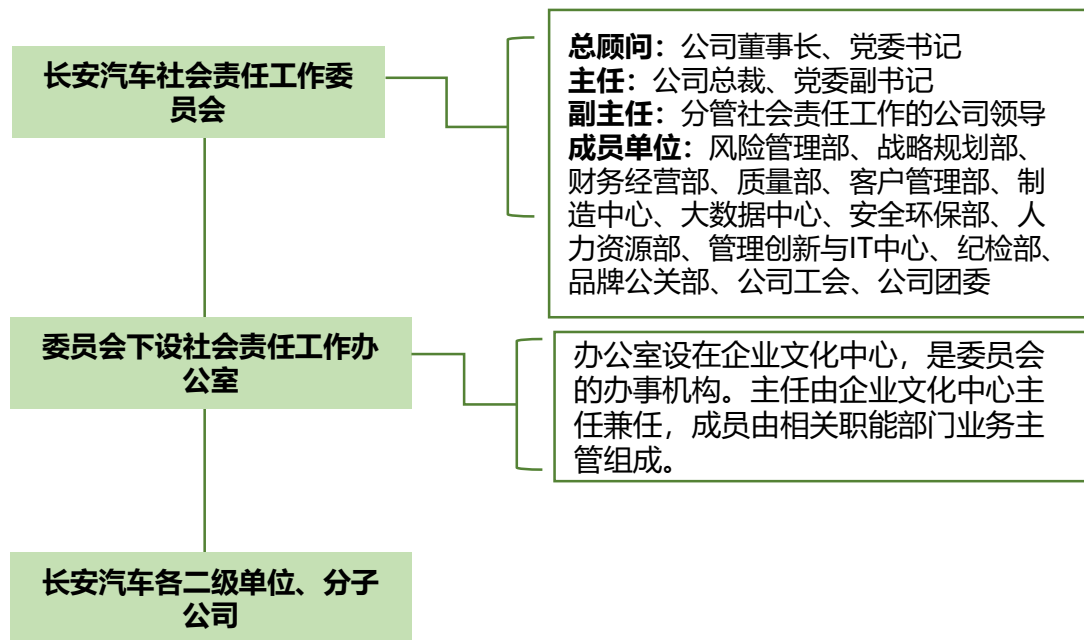 长安汽车社会责任工作委
员会
总顾问：公司董事长、党委书记
主任：公司总裁、党委副书记
副主任：分管社会责任工作的公司领导
成员单位：风险管理部、战略规划部、
财务经营部、质量部、客户管理部、制
造中心、大数据中心、安全环保部、人
力资源部、管理创新与IT中心、纪检部、
品牌公关部、公司工会、公司团委
委员会下设社会责任工作办
公室
办公室设在企业文化中心，是委员会
的办事机构。主任由企业文化中心主
任兼任，成员由相关职能部门业务主
管组成。
长安汽车各二级单位、分子
公司